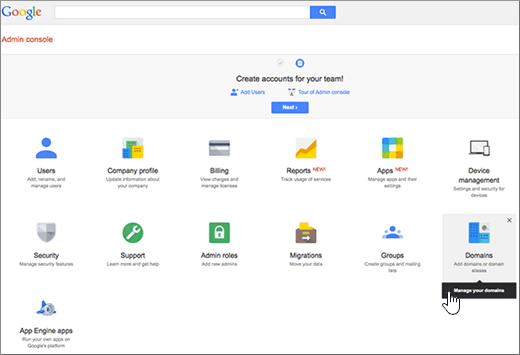 Google
Admin console
Create accounts for your team!
Add Users
Tour of Admin console
Next ›
Users
Add, rename, and
manage users
Company profile
Update information about
your company
Billing
View charges and
manage licenses
Reports NEW!
Track usage of services
Apps NEW!
Manage apps and their
settings
Device
management
Settings and security for
devices
Security
Manage security features
Support
Learn more and get help
Admin roles
Add new admins
Migrations
Move your data
Groups
Create groups and mailing
lists
Domains
Add domains or domain
aliases
Manage your domains
App Engine apps
Run your own apps on
Google's platform